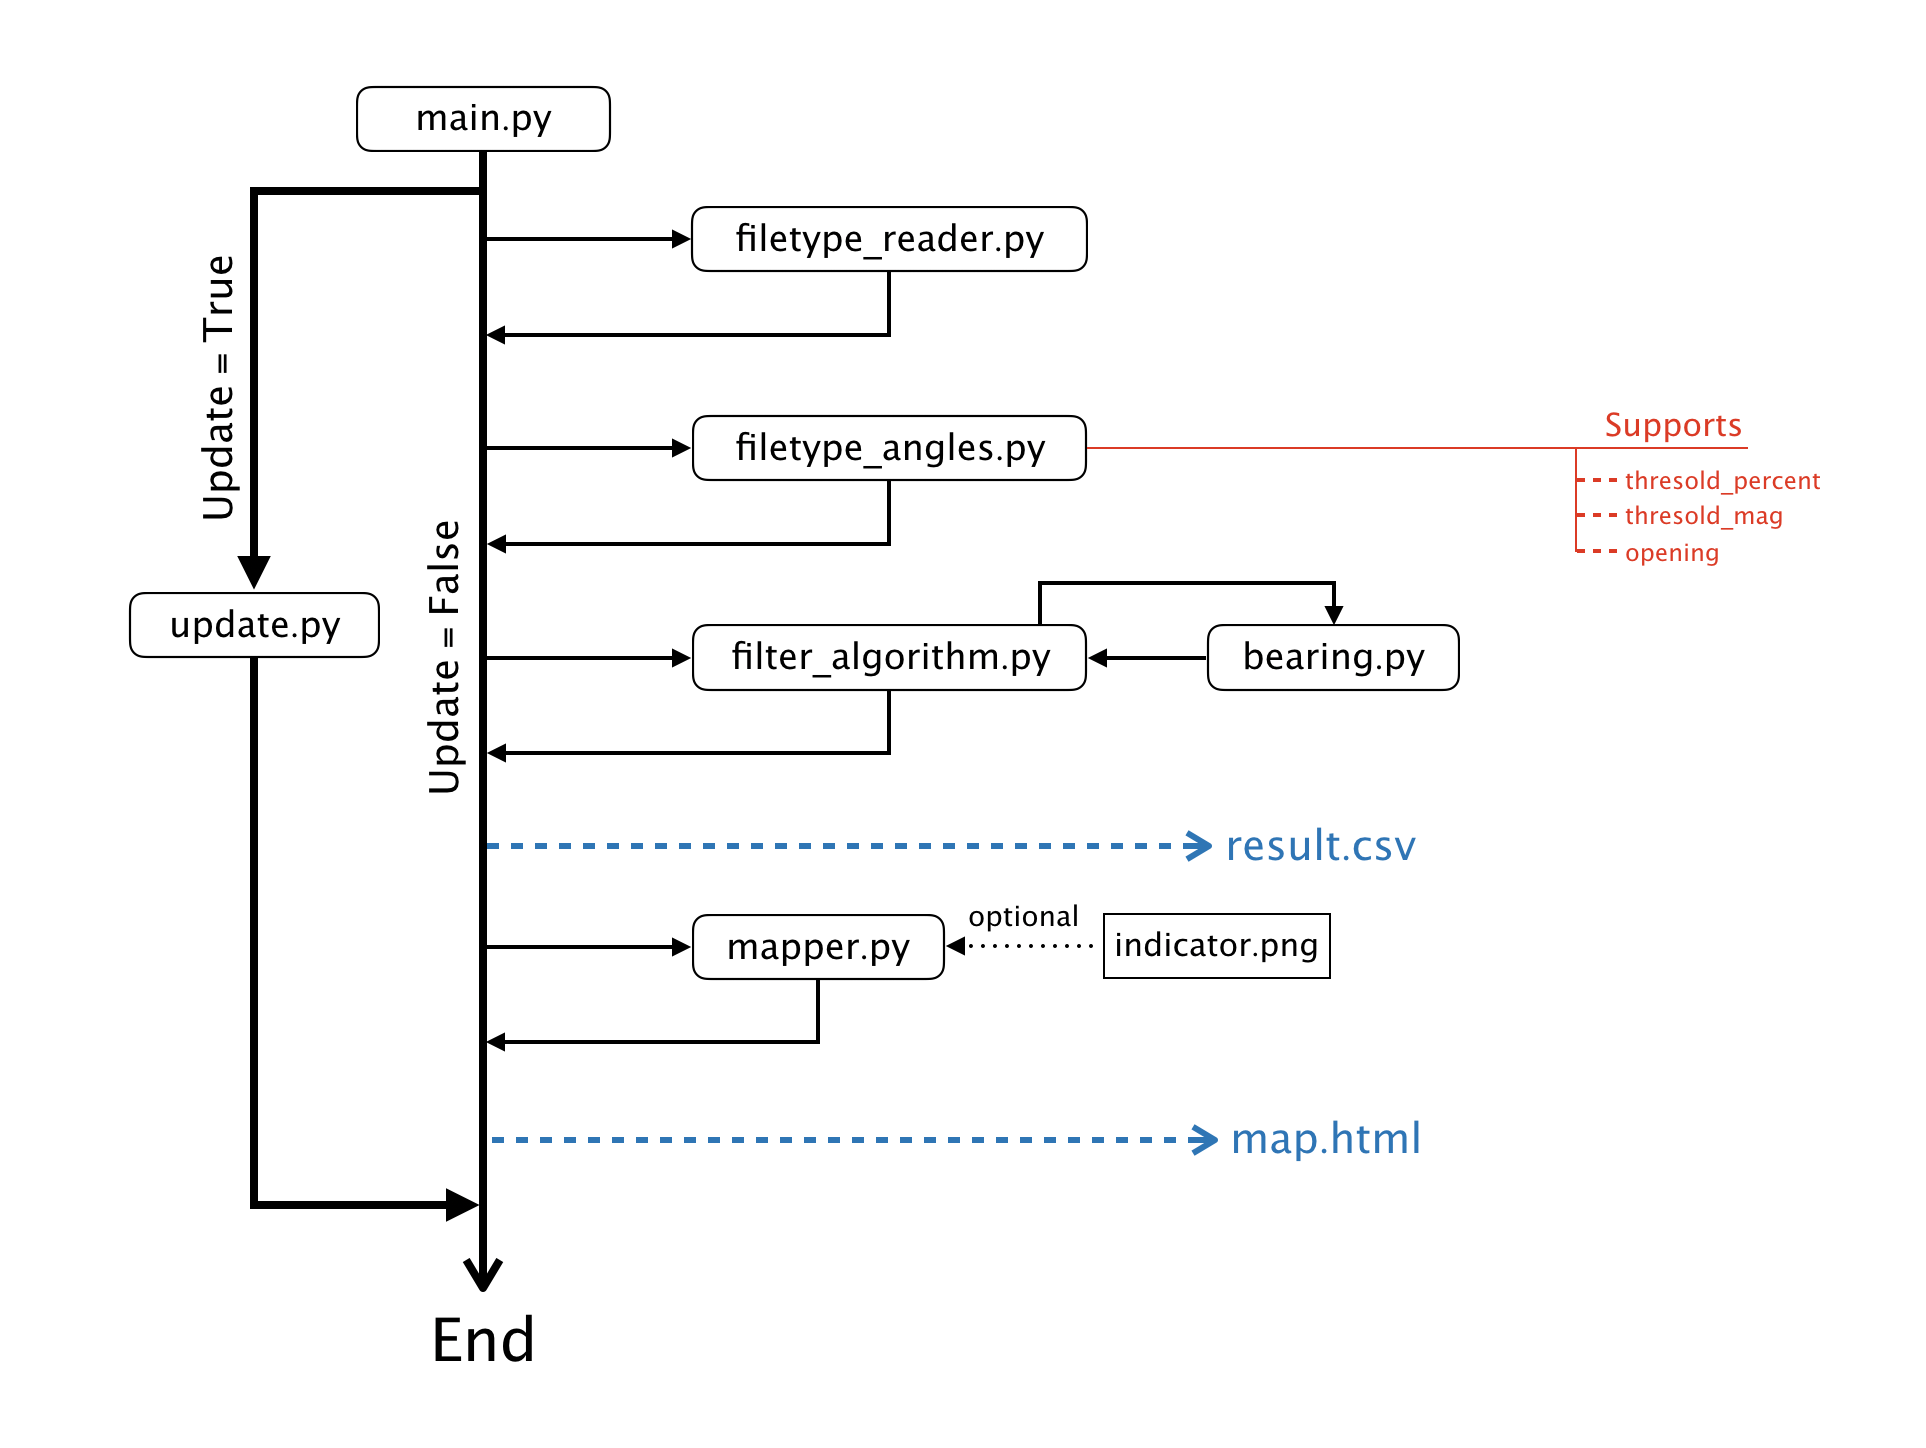 main.py
filetype_reader.py
Update = True
filetype_angles.py
Supports
thresold_percent
thresold_mag
opening
Update = False
update.py
filter_algorithm.py
bearing.py
result.csv
optional
mapper.py
indicator.png
map.html
End